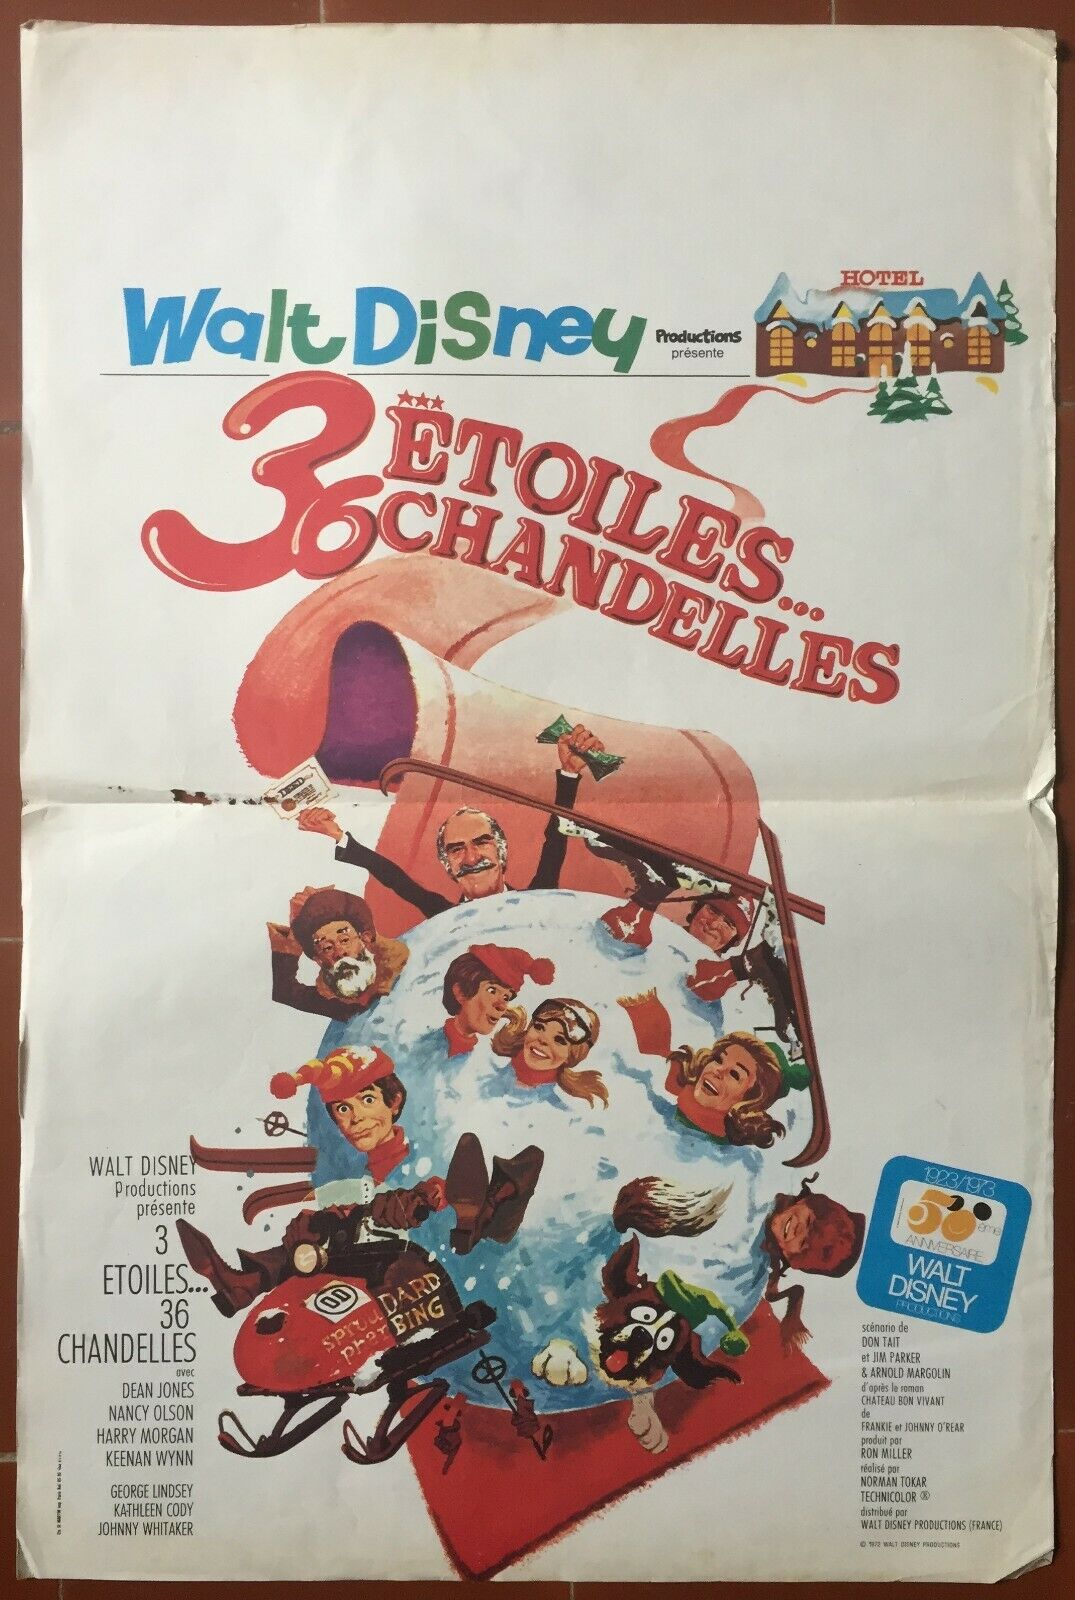 HOTEL
Walt Disney Productions
présente
3 ÉTOILES...
36 CHANDELLES
WALT DISNEY
Productions
présente
3
ETOILES...
36
CHANDELLES
avec
DEAN JONES
NANCY OLSON
HARRY MORGAN
KEENAN WYNN
GEORGE LINDSEY
KATHLEEN CODY
JOHNNY WHITAKER
00
DARD
BING
1923/1973
50ème
ANNIVERSAIRE
WALT
DISNEY
PRODUCTIONS
scénario de
DON TAIT
et JIM PARKER
& ARNOLD MARGOLIN
d'après le roman
CHATEAU BON VIVANT
de
FRANKIE et JOHNNY O'REAR
produit par
RON MILLER
réalisé par
NORMAN TOKAR
TECHNICOLOR ®
distribué par
WALT DISNEY PRODUCTIONS (FRANCE)
© 1972 WALT DISNEY PRODUCTIONS